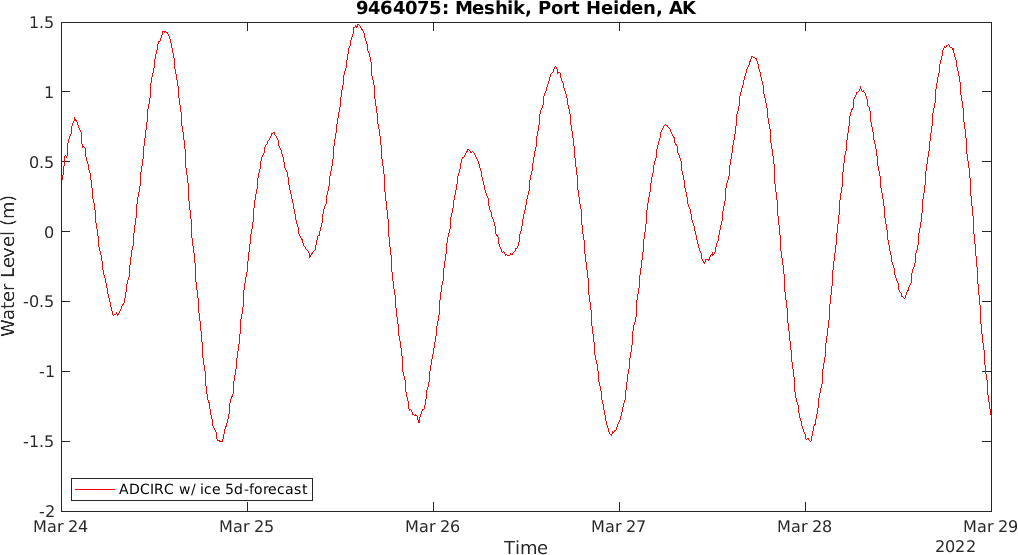 9464075: Meshik, Port Heiden, AK
Water Level (m)
1.5
1
0.5
0
-0.5
-1
-1.5
-2
ADCIRC w/ ice 5d-forecast
Mar 24 Mar 25 Mar 26 Mar 27 Mar 28 Mar 29
Time
2022